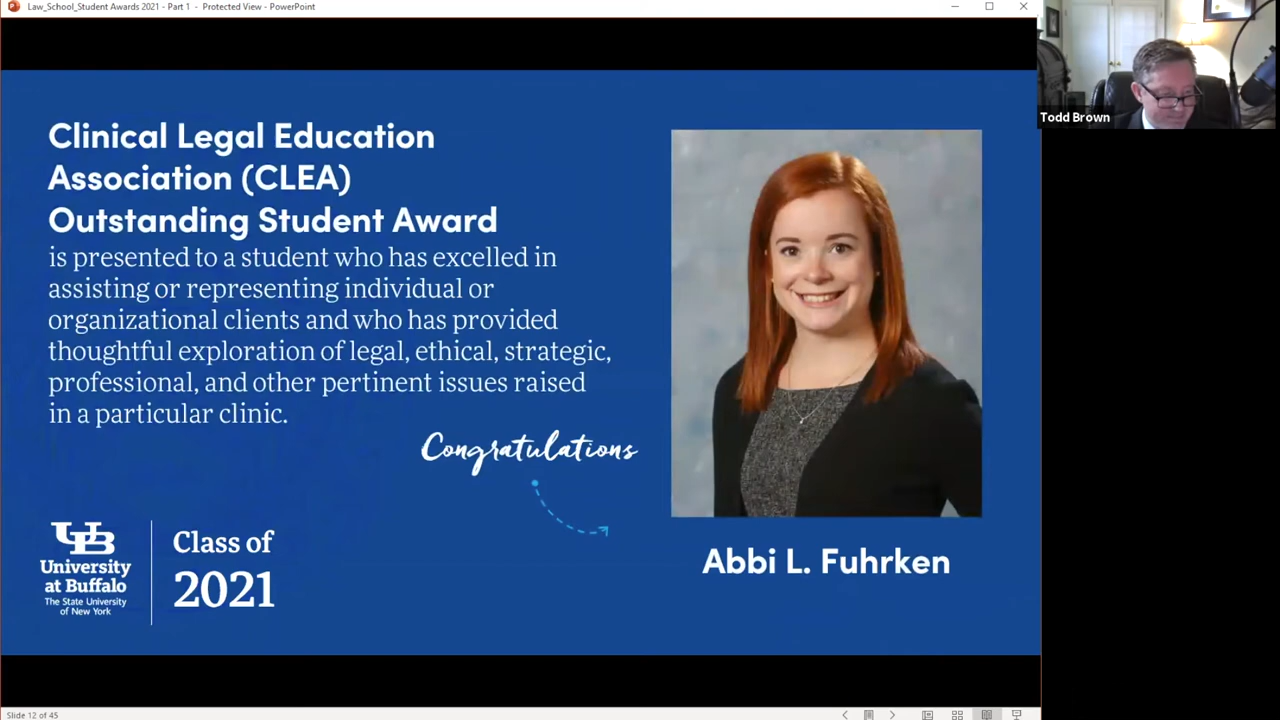 Law_School_Student Awards 2021 - Part 1 - Protected View - PowerPoint
Todd Brown
Clinical Legal Education
Association (CLEA)
Outstanding Student Award
is presented to a student who has excelled in
assisting or representing individual or
organizational clients and who has provided
thoughtful exploration of legal, ethical, strategic,
professional, and other pertinent issues raised
in a particular clinic.
Congratulations
UB
University
at Buffalo
The State University
of New York
Class of
2021
Abbi L. Fuhrken
Slide 12 of 45